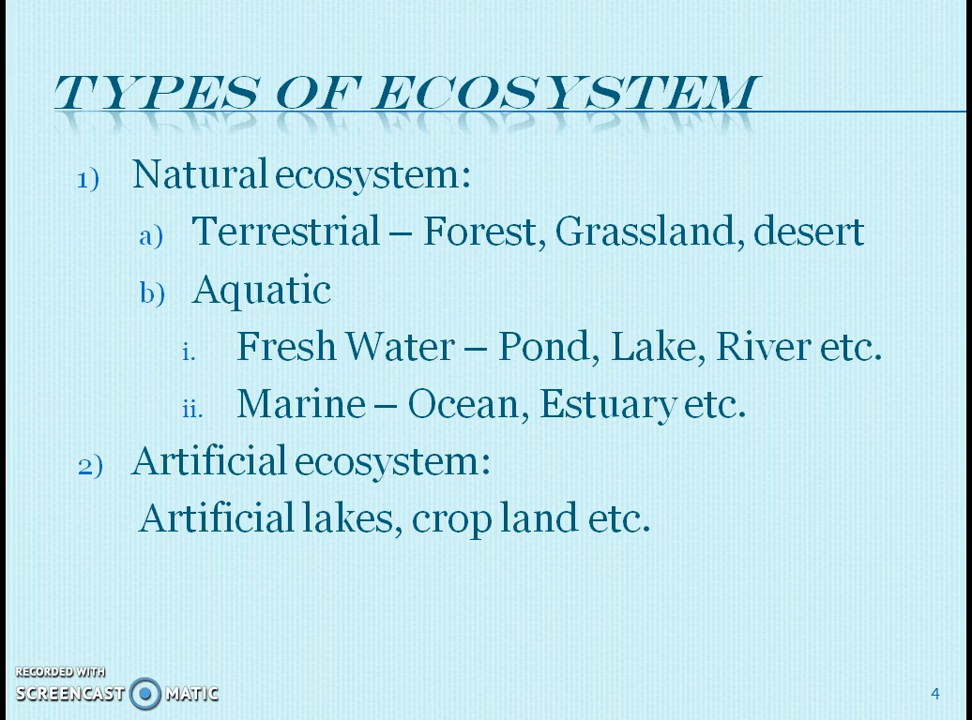 TYPES OF ECOSYSTEM
1) Natural ecosystem:
a) Terrestrial – Forest, Grassland, desert
b) Aquatic
i. Fresh Water – Pond, Lake, River etc.
ii. Marine – Ocean, Estuary etc.
2) Artificial ecosystem:
Artificial lakes, crop land etc.
RECORDED WITH
SCREENCAST MATIC
4